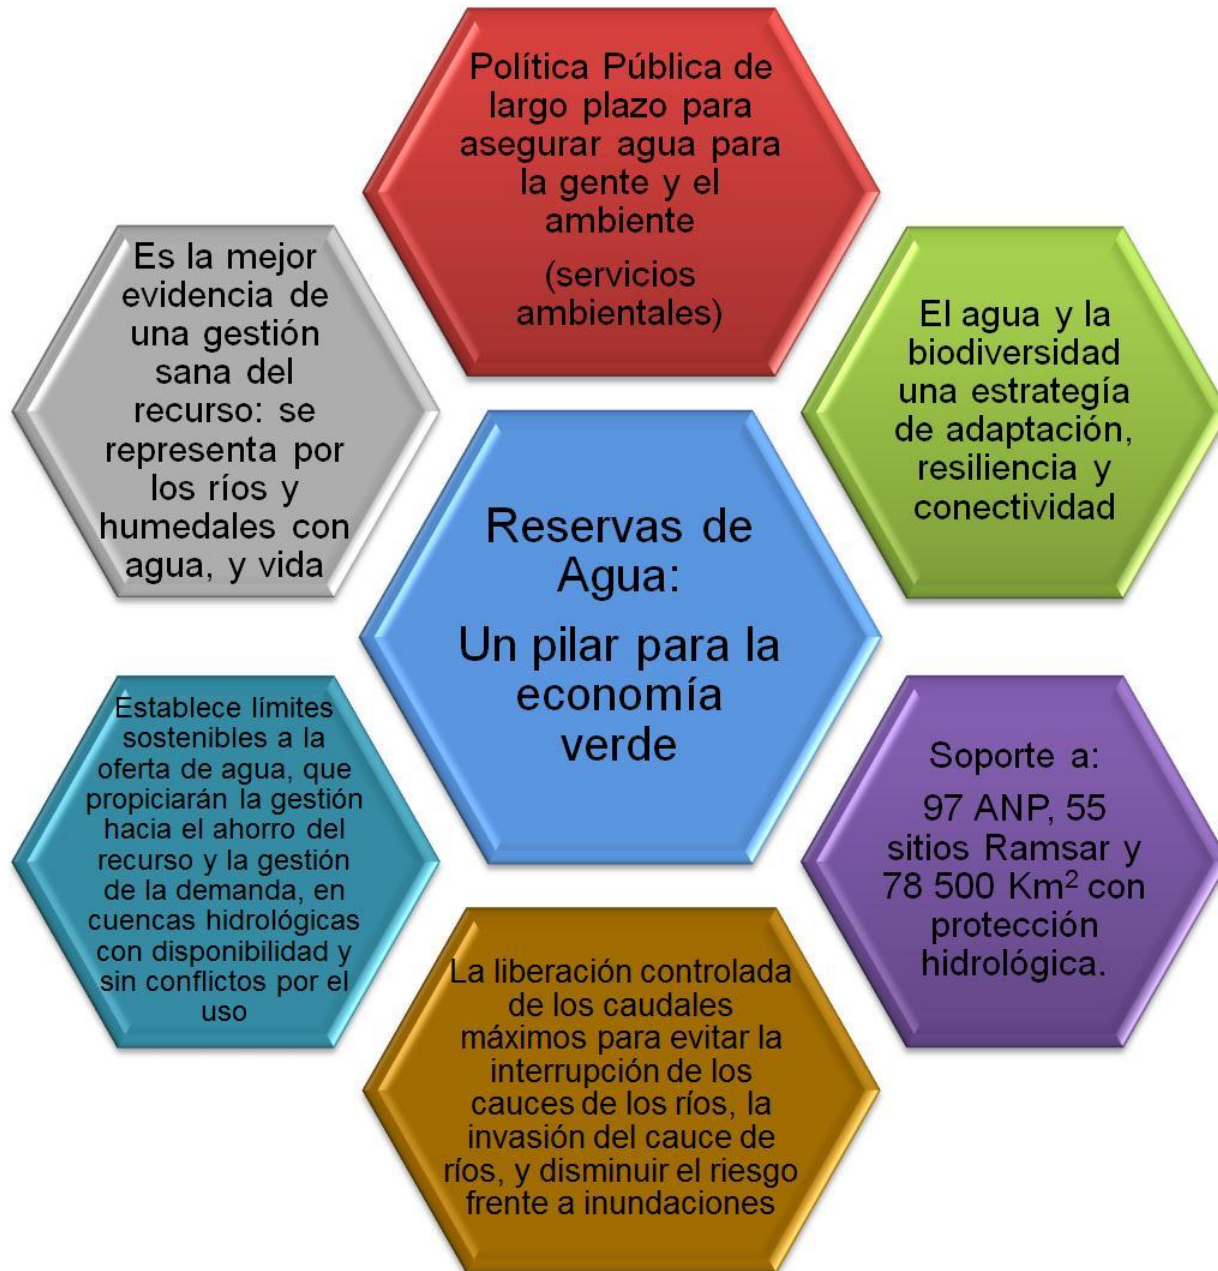 Política Pública de
largo plazo para
asegurar agua para
la gente y el
ambiente
(servicios
ambientales)
Es la mejor
evidencia de
una gestión
sana del
recurso: se
representa por
los ríos y
humedales con
agua, y vida
El agua y la
biodiversidad
una estrategía
de adaptación,
resiliencia y
conectividad
Reservas de
Agua:
Un pilar para la
economía
verde
Establece límites
sostenibles a la
oferta de agua, que
propiciarán la gestión
hacia el ahorro del
recurso y la gestión
de la demanda, en
cuencas hidrológicas
con disponibilidad y
sin conflictos por el
uso
Soporte a:
97 ANP, 55
sitios Ramsar y
78 500 Km² con
protección
hidrológica.
La liberación controlada
de los caudales
máximos para evitar la
interrupción de los
cauces de los ríos, la
invasión del cauce de
ríos, y disminuir el riesgo
frente a inundaciones